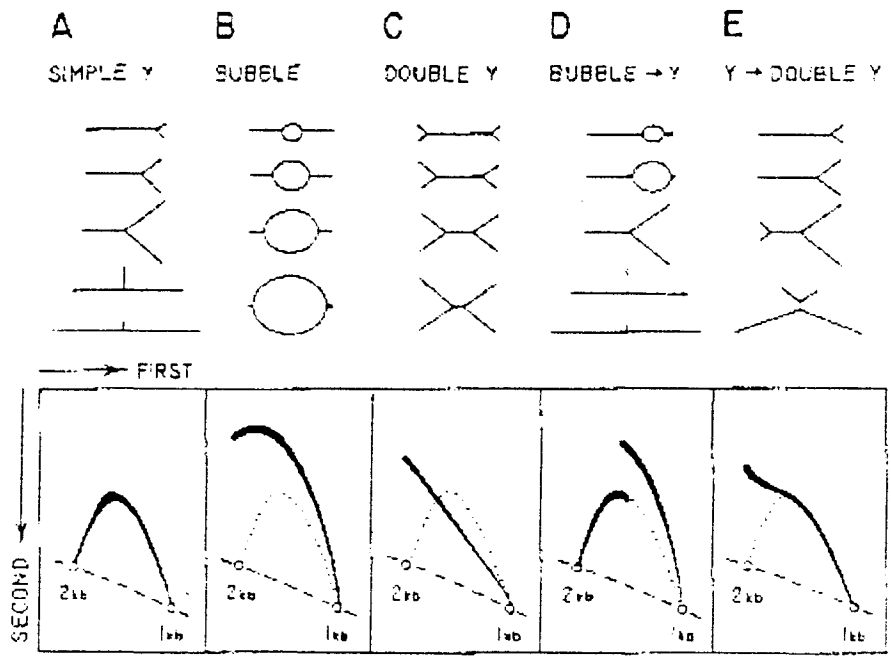 A B C D E
SIMPLE Y BUBBLE DOUBLE Y BUBBLE → Y Y → DOUBLE Y
→ FIRST
SECOND →
2kb 2kb 2kb 2kb 2kb
1kb 1kb 1kb 1kb 1kb